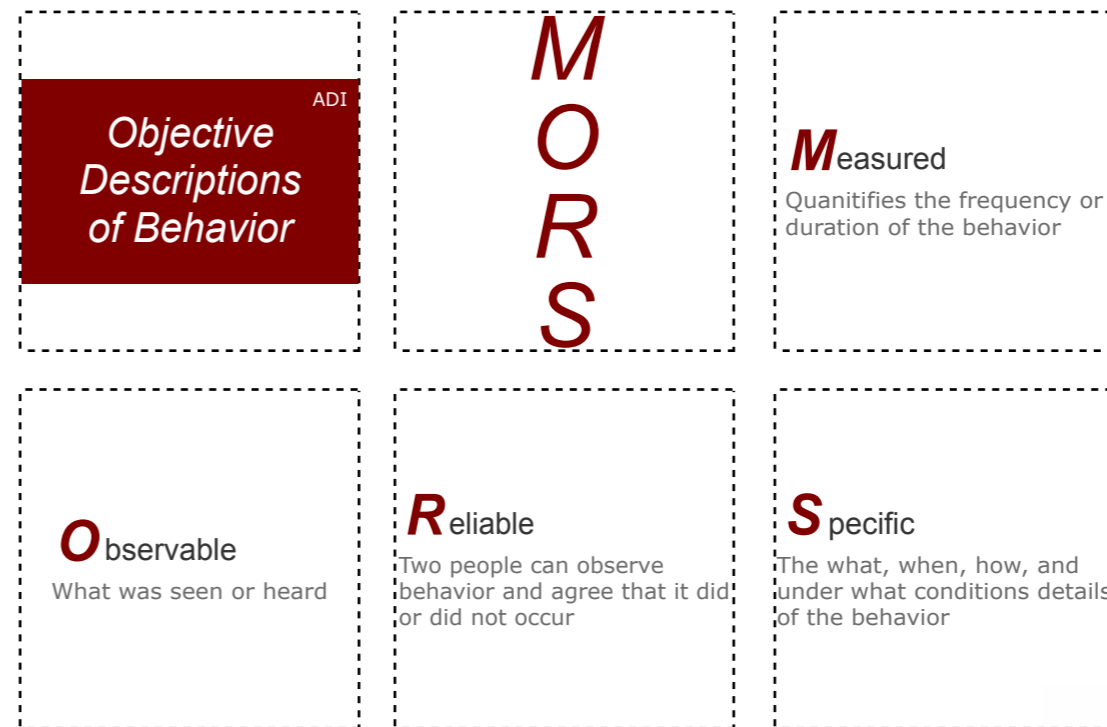 ADI
Objective
Descriptions
of Behavior
M
O
R
S
Measured
Quanitifies the frequency or
duration of the behavior
Observable
What was seen or heard
Reliable
Two people can observe
behavior and agree that it did
or did not occur
Specific
The what, when, how, and
under what conditions details
of the behavior